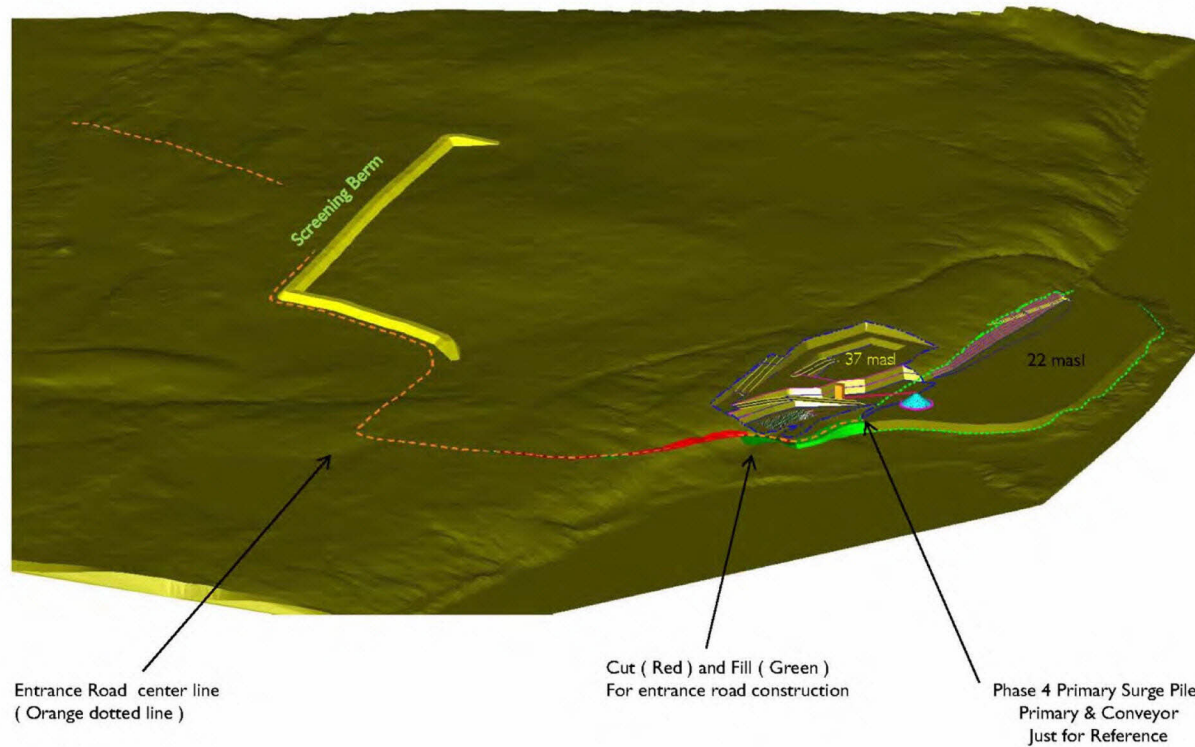 Screening Berm
37 masl
22 masl
Entrance Road center line
( Orange dotted line )
Cut ( Red ) and Fill ( Green )
For entrance road construction
Phase 4 Primary Surge Pile
Primary & Conveyor
Just for Reference